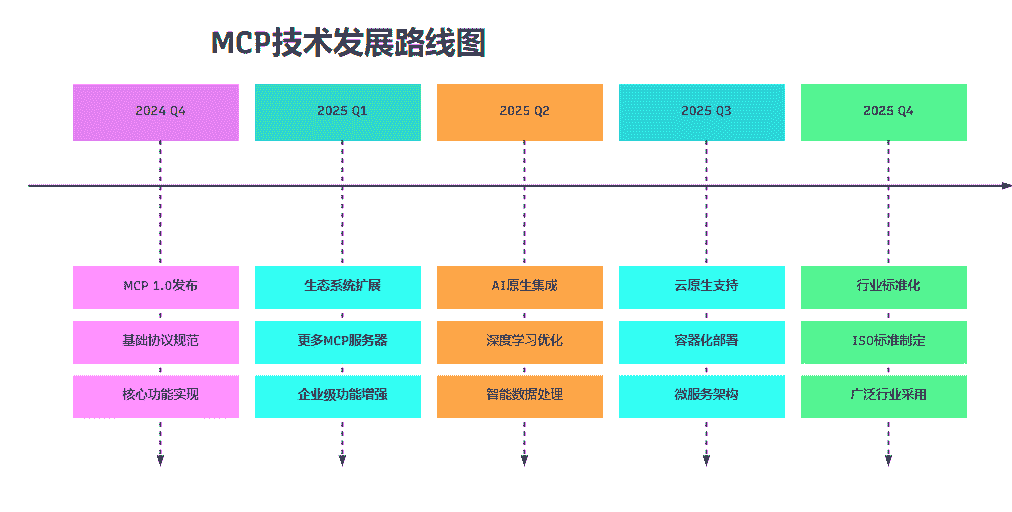 MCP技术发展路线图
2024 Q4
2025 Q1
2025 Q2
2025 Q3
2025 Q4
MCP 1.0发布
生态系统扩展
AI原生集成
云原生支持
行业标准化
基础协议规范
更多MCP服务器
深度学习优化
容器化部署
ISO标准制定
核心功能实现
企业级功能增强
智能数据处理
微服务架构
广泛行业采用